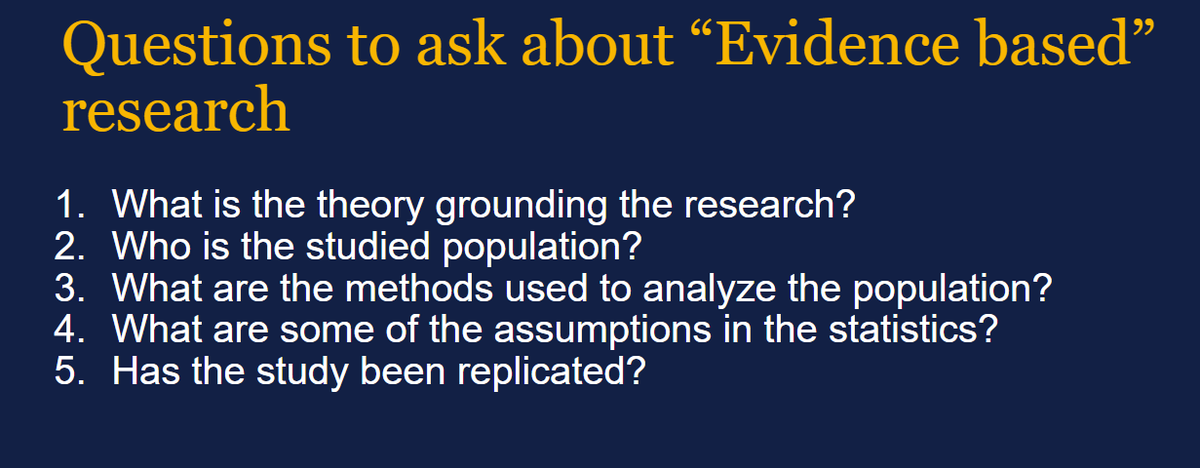 Questions to ask about “Evidence based”
research
1. What is the theory grounding the research?
2. Who is the studied population?
3. What are the methods used to analyze the population?
4. What are some of the assumptions in the statistics?
5. Has the study been replicated?